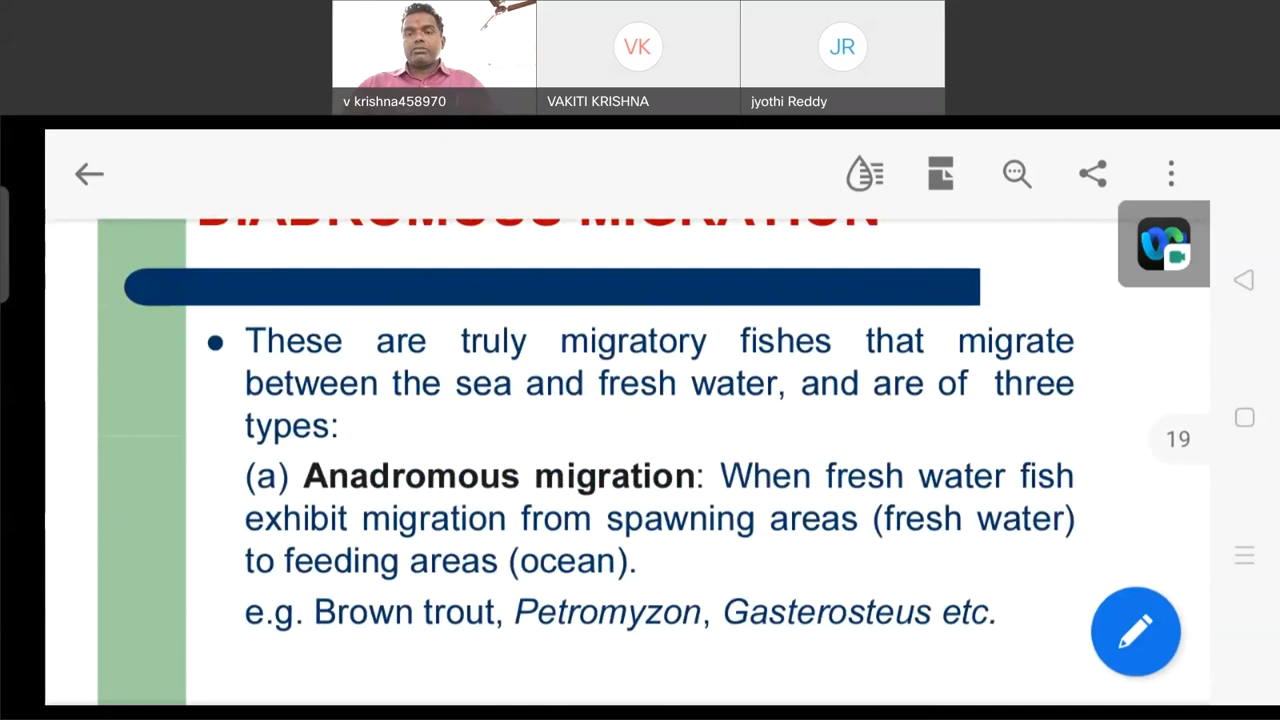 VK
JR
v krishna458970
VAKITI KRISHNA
jyothi Reddy
DIADROMOUS MIGRATION
● These are truly migratory fishes that migrate
between the sea and fresh water, and are of three
types:
19
(a) Anadromous migration: When fresh water fish
exhibit migration from spawning areas (fresh water)
to feeding areas (ocean).
e.g. Brown trout, Petromyzon, Gasterosteus etc.